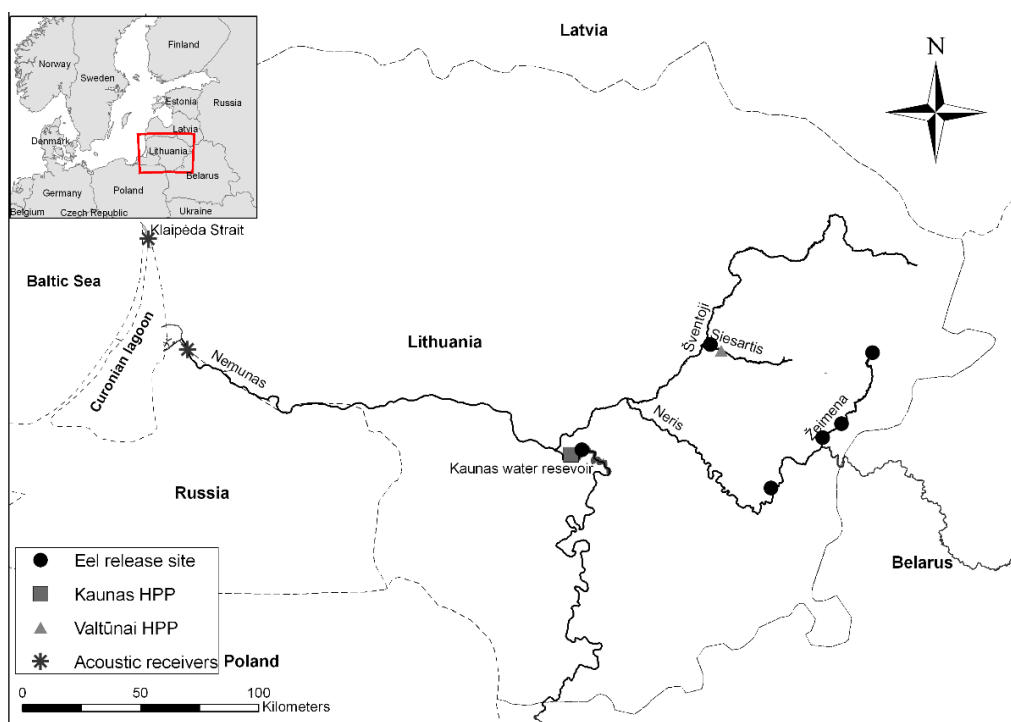 Latvia
N
Finland
Norway
Sweden
Estonia
Russia
Latvia
Denmark
Lithuania
Belarus
Germany
Poland
Belgium
Czech Republic
Ukraine
Klaipėda Strait
Baltic Sea
Curonian lagoon
Nemunas
Lithuania
Šventoji
Siesartis
Neris
Žeimena
Kaunas water resevoir
Russia
Belarus
Eel release site
Kaunas HPP
Valtūnai HPP
Acoustic receivers
Poland
0 25 50 100
Kilometers